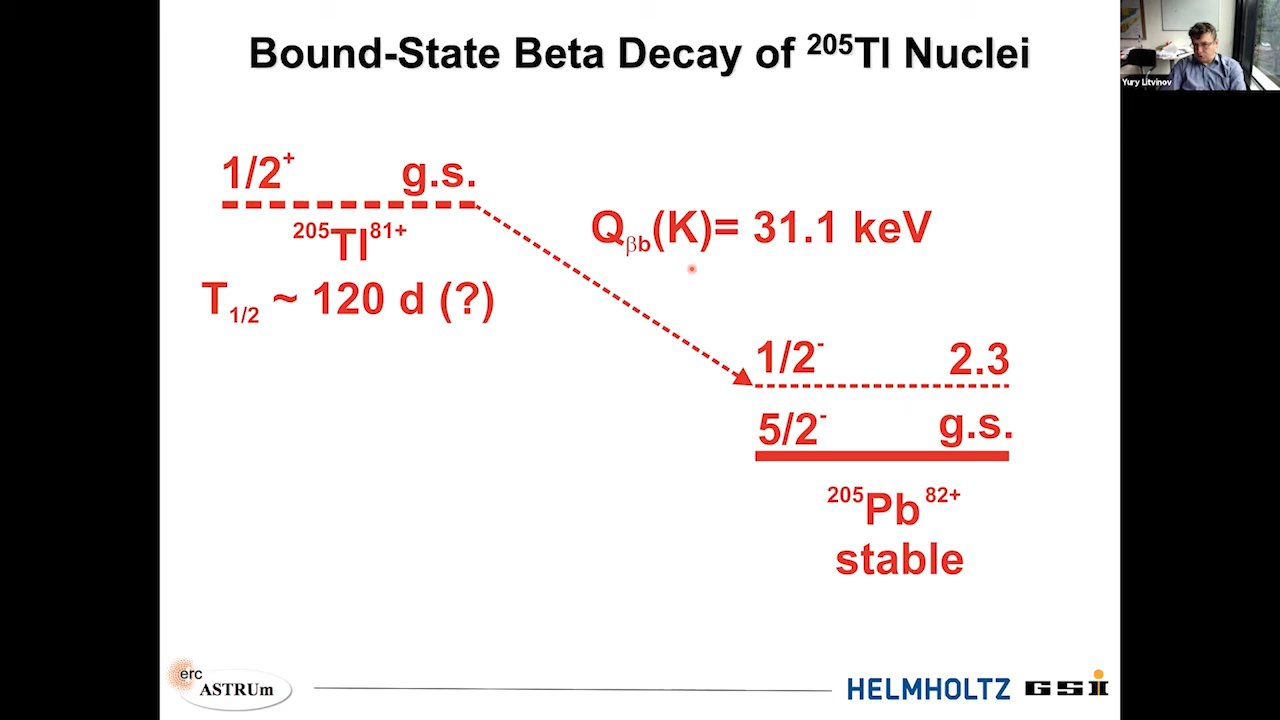 Bound-State Beta Decay of ²⁰⁵Tl Nuclei
Yury Litvinov
1/2⁺ g.s.
²⁰⁵Tl⁸¹⁺
T₁/₂ ~ 120 d (?)
Qβb(K)= 31.1 keV
1/2⁻ 2.3
5/2⁻ g.s.
²⁰⁵Pb⁸²⁺
stable
erc
ASTRUm
HELMHOLTZ GSI